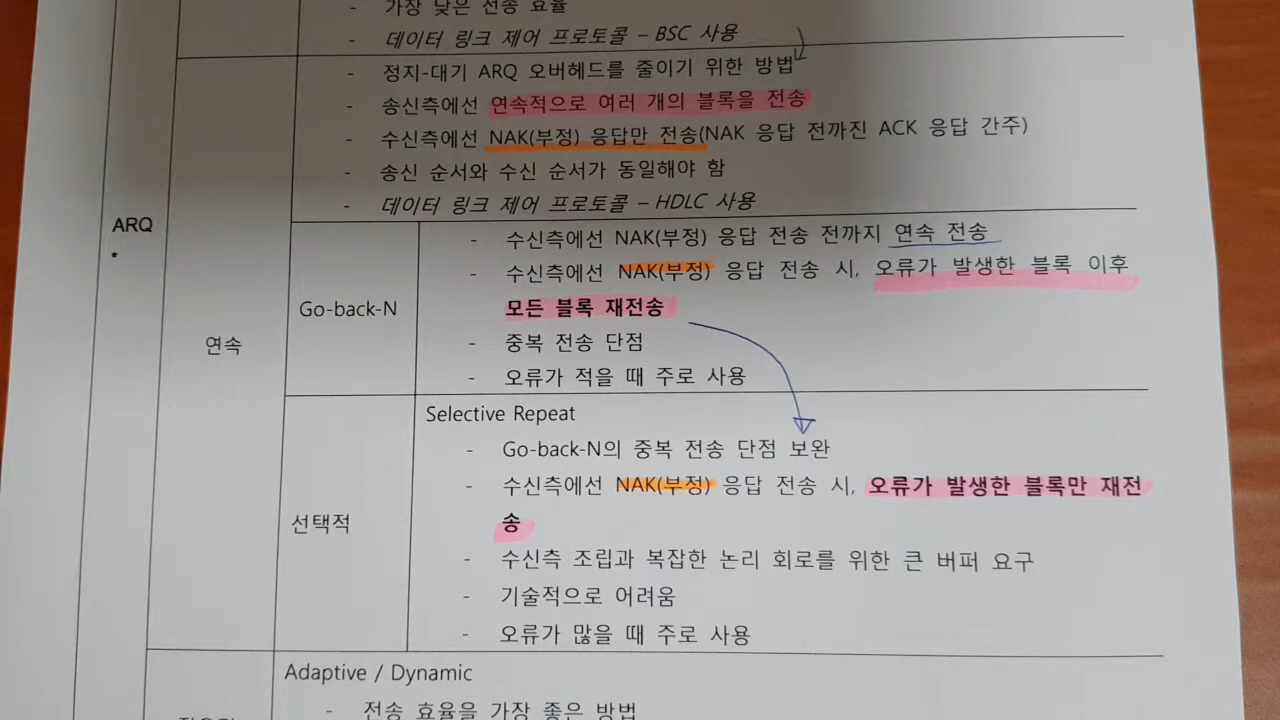 - 가장 낮은 전송 효율
- 데이터 링크 제어 프로토콜 – BSC 사용
- 정지-대기 ARQ 오버헤드를 줄이기 위한 방법
- 송신측에선 연속적으로 여러 개의 블록을 전송
- 수신측에선 NAK(부정) 응답만 전송(NAK 응답 전까진 ACK 응답 간주)
- 송신 순서와 수신 순서가 동일해야 함
- 데이터 링크 제어 프로토콜 – HDLC 사용
ARQ
*
연속
Go-back-N
- 수신측에선 NAK(부정) 응답 전송 전까지 연속 전송
- 수신측에선 NAK(부정) 응답 전송 시, 오류가 발생한 블록 이후
모든 블록 재전송
- 중복 전송 단점
- 오류가 적을 때 주로 사용
선택적
Selective Repeat
- Go-back-N의 중복 전송 단점 보완
- 수신측에선 NAK(부정) 응답 전송 시, 오류가 발생한 블록만 재전
송
- 수신측 조립과 복잡한 논리 회로를 위한 큰 버퍼 요구
- 기술적으로 어려움
- 오류가 많을 때 주로 사용
Adaptive / Dynamic
- 전송 효율을 가장 좋은 방법